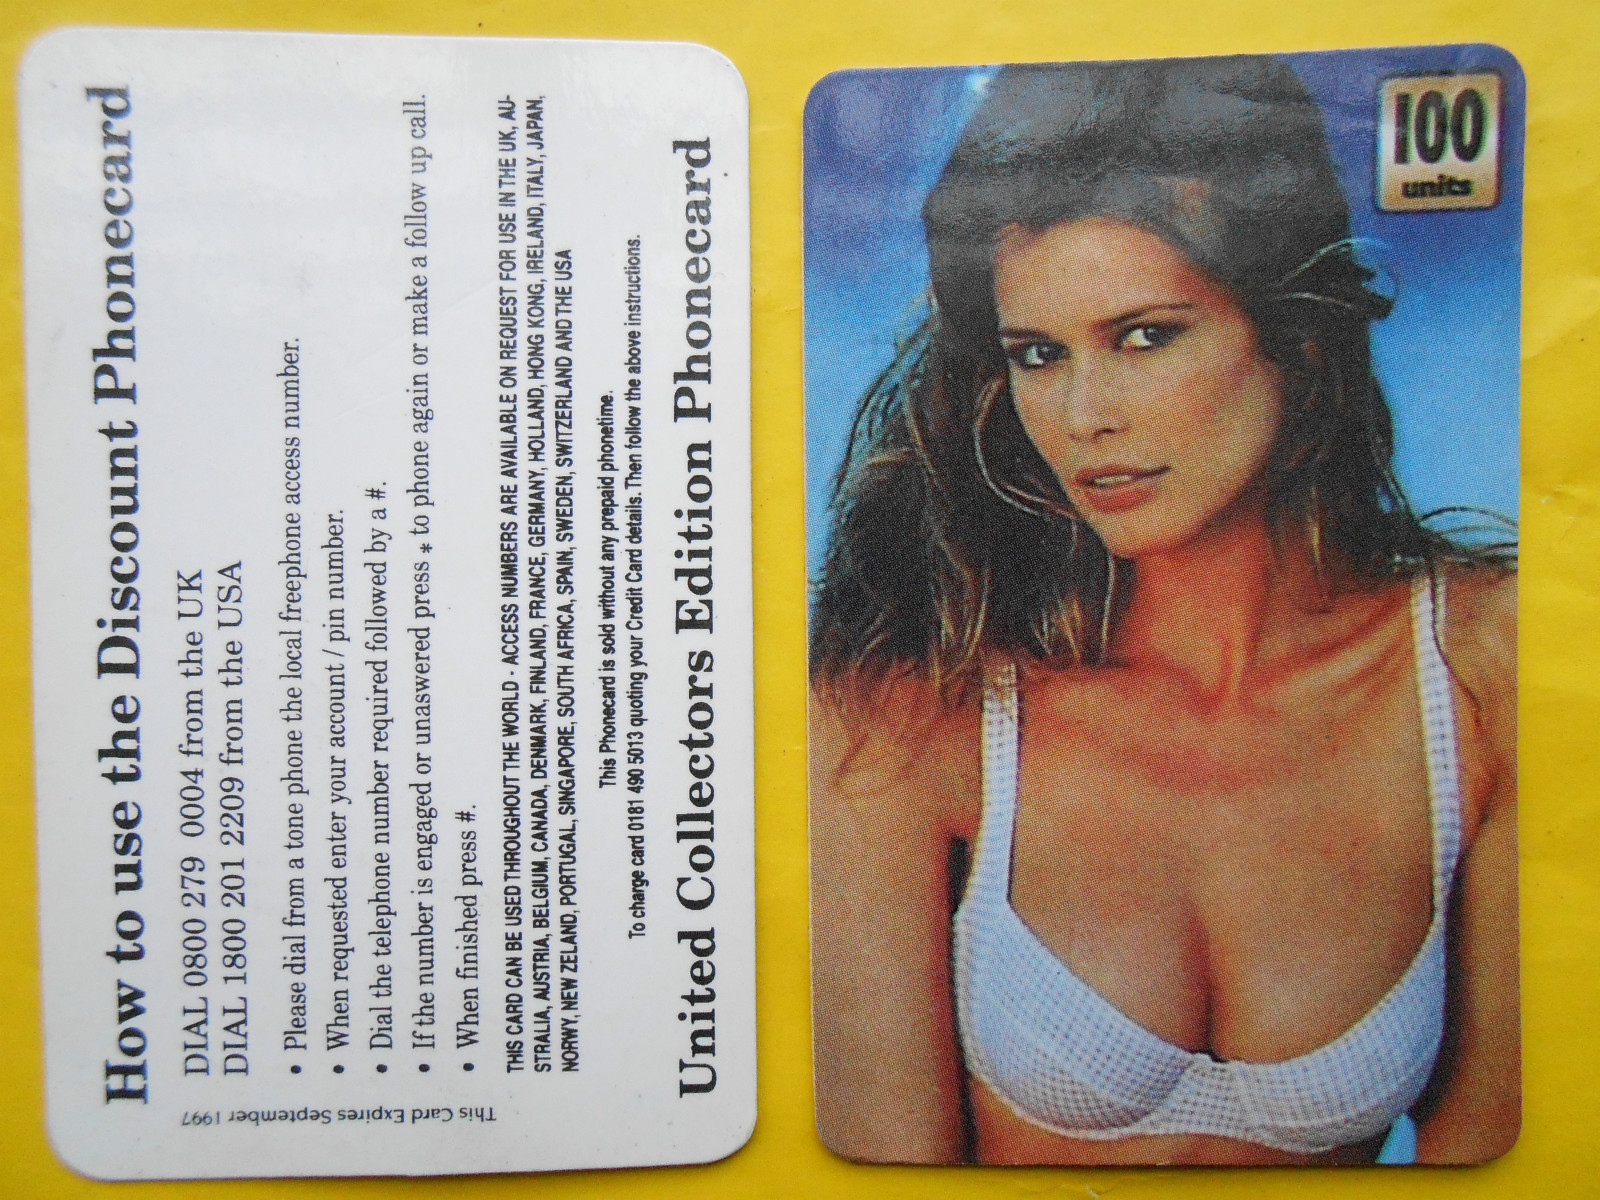 How to use the Discount Phonecard
DIAL 0800 279 0004 from the UK
DIAL 1800 201 2209 from the USA
• Please dial from a tone phone the local freephone access number.
• When requested enter your account / pin number.
• Dial the telephone number required followed by a #.
• If the number is engaged or unaswered press * to phone again or make a follow up call.
• When finished press #.
THIS CARD CAN BE USED THROUGHOUT THE WORLD - ACCESS NUMBERS ARE AVAILABLE ON REQUEST FOR USE IN THE UK, AU-
STRALIA, AUSTRIA, BELGIUM, CANADA, DENMARK, FINLAND, FRANCE, GERMANY, HOLLAND, HONG KONG, IRELAND, ITALY, JAPAN,
NORWY, NEW ZELAND, PORTUGAL, SINGAPORE, SOUTH AFRICA, SPAIN, SWEDEN, SWITZERLAND AND THE USA
This Phonecard is sold without any prepaid phonetime.
To charge card 0181 490 5013 quoting your Credit Card details. Then follow the above instructions.
United Collectors Edition Phonecard
This Card Expires September 1997
100
units